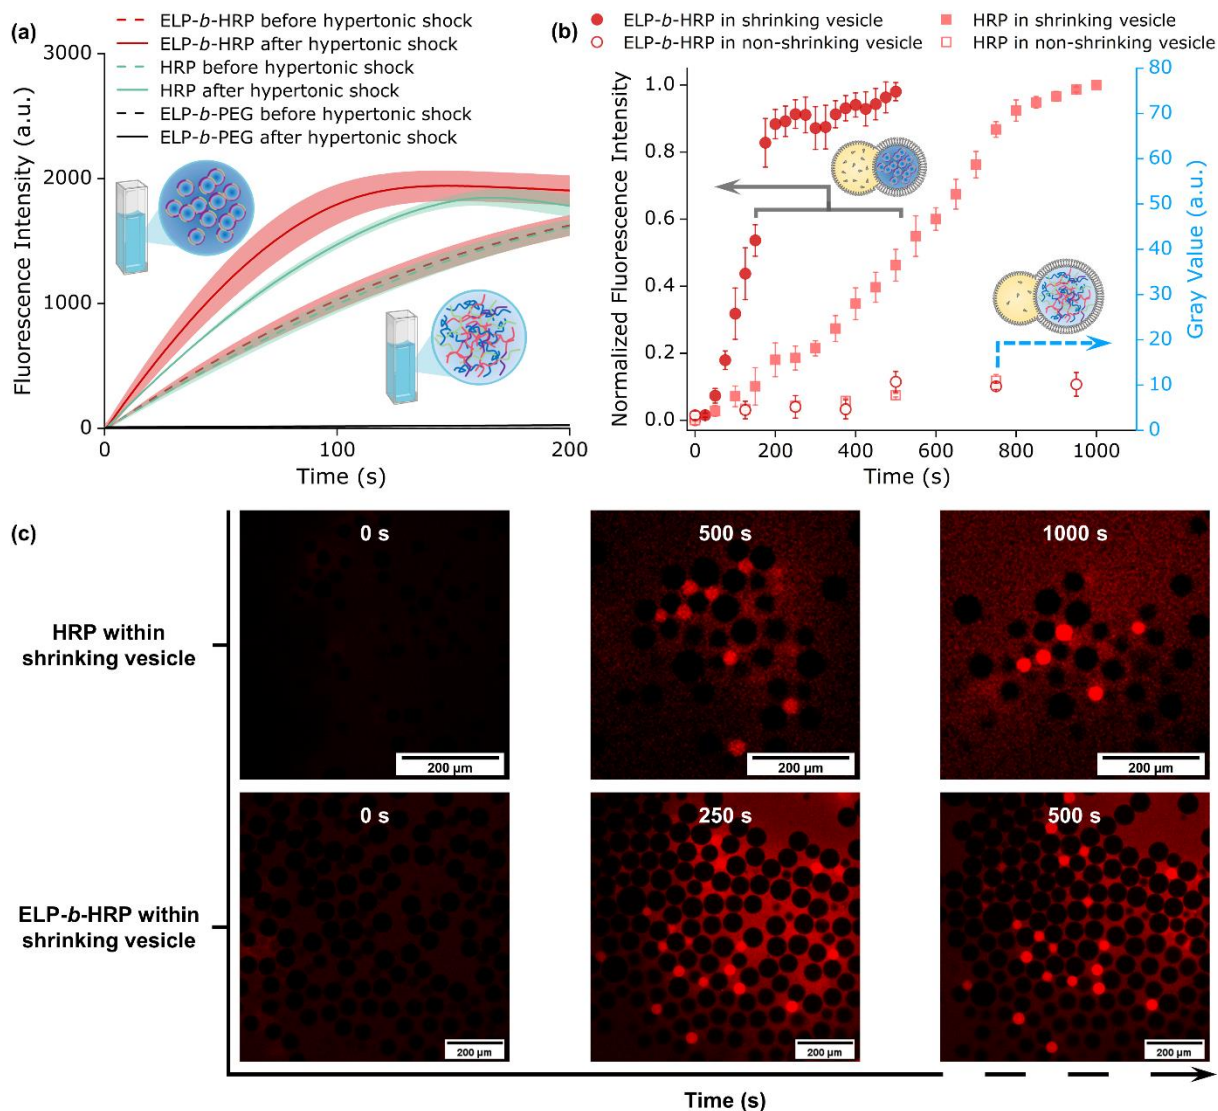 (a)
ELP-b-HRP before hypertonic shock
ELP-b-HRP after hypertonic shock
HRP before hypertonic shock
HRP after hypertonic shock
ELP-b-PEG before hypertonic shock
ELP-b-PEG after hypertonic shock
Fluorescence Intensity (a.u.)
3000
2000
1000
0
0
100
200
Time (s)
(b)
ELP-b-HRP in shrinking vesicle
HRP in shrinking vesicle
ELP-b-HRP in non-shrinking vesicle
HRP in non-shrinking vesicle
Normalized Fluorescence Intensity
1.0
0.8
0.6
0.4
0.2
0.0
0
200
400
600
800
1000
Time (s)
80
70
60
50
40
30
20
10
0
Gray Value (a.u.)
(c)
HRP within
shrinking vesicle
0 s
500 s
1000 s
200 µm
200 µm
200 µm
ELP-b-HRP within
shrinking vesicle
0 s
250 s
500 s
200 µm
200 µm
200 µm
Time (s)